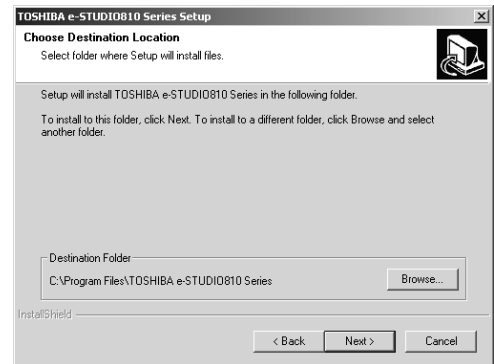 TOSHIBA e-STUDIO810 Series Setup
Choose Destination Location
Select folder where Setup will install files.
Setup will install TOSHIBA e-STUDIO810 Series in the following folder.
To install to this folder, click Next. To install to a different folder, click Browse and select
another folder.
Destination Folder
C:\Program Files\TOSHIBA e-STUDIO810 Series
Browse...
InstallShield
< Back
Next >
Cancel